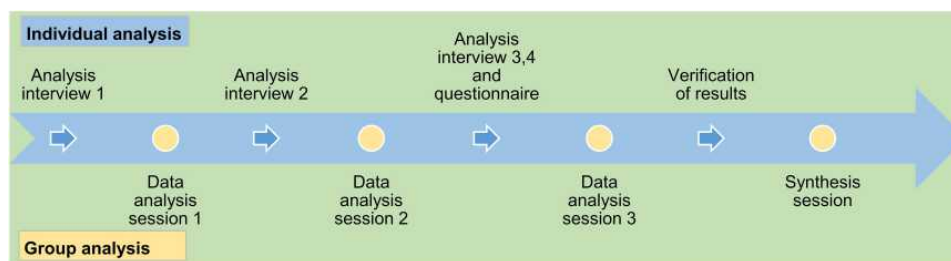 Individual analysis
Analysis
interview 1
Analysis
interview 2
Analysis
interview 3,4
and
questionnaire
Verification
of results
Data
analysis
session 1
Data
analysis
session 2
Data
analysis
session 3
Synthesis
session
Group analysis